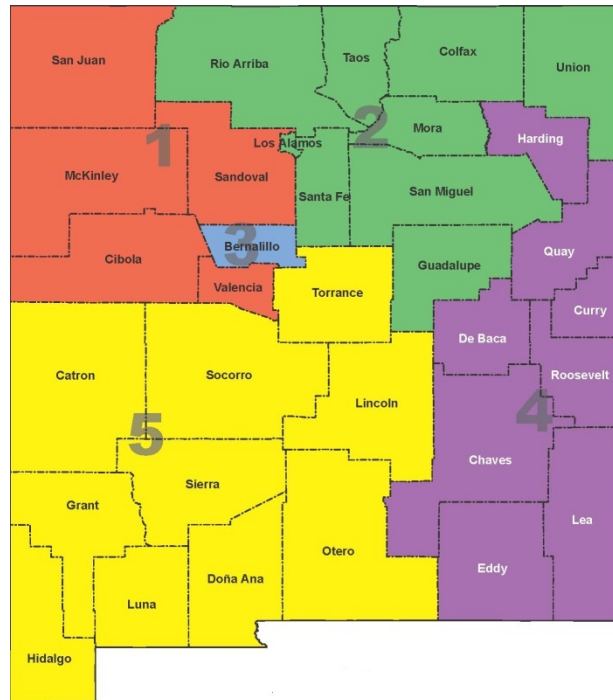 San Juan
Rio Arriba
Taos
Colfax
Union
1
2
Mora
Harding
Los Alamos
McKinley
Sandoval
Santa Fe
San Miguel
3
Bernalillo
Cibola
Quay
Guadalupe
Valencia
Torrance
Curry
De Baca
Catron
Socorro
Roosevelt
Lincoln
4
5
Chaves
Sierra
Grant
Lea
Otero
Doña Ana
Eddy
Luna
Hidalgo